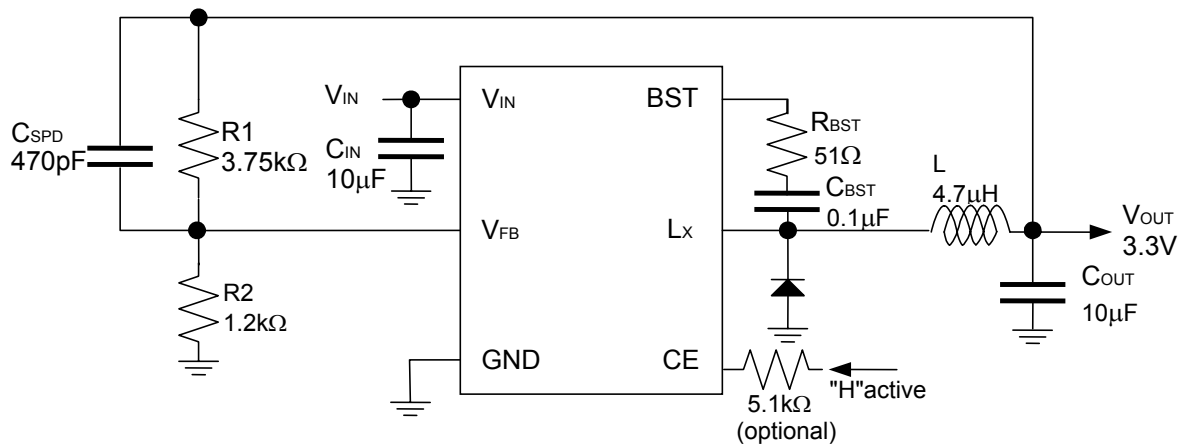 CSPD
470pF
R1
3.75kΩ
R2
1.2kΩ
VIN
CIN
10μF
VIN
VFB
GND
BST
LX
CE
RBST
51Ω
CBST
0.1μF
L
4.7μH
VOUT
3.3V
COUT
10μF
5.1kΩ
(optional)
"H"active